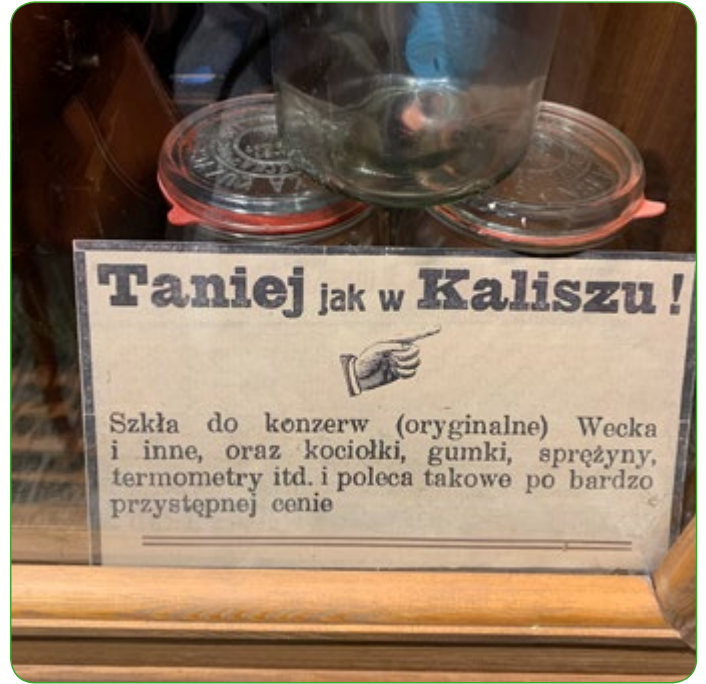 Taniej jak w Kaliszu!
Szkła do konzerw (oryginalne) Wecka
i inne, oraz kociołki, gumki, sprężyny,
termometry itd. i poleca takowe po bardzo
przystępnej cenie